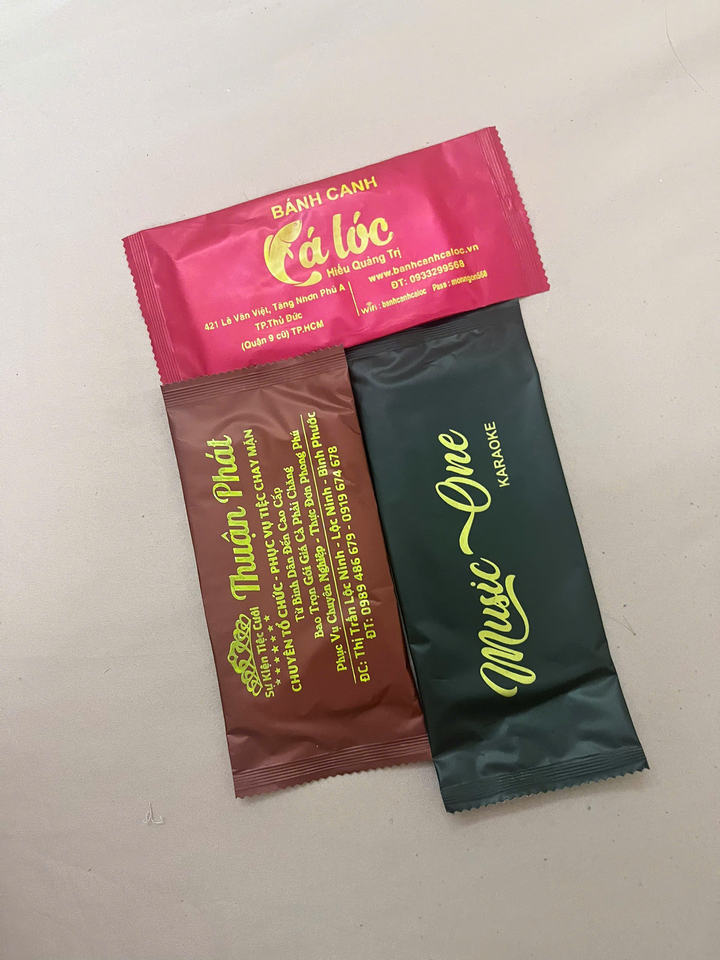 BÁNH CANH
Cá lóc
Hiếu Quảng Trị
421 Lê Văn Việt, Tăng Nhơn Phú A
TP.Thủ Đức
(Quận 9 cũ) TP.HCM
www.banhcanhcaloc.vn
ĐT: 0933299568
Wifi : banhcanhcaloc Pass : monngon568
Sự Kiện Tiệc Cưới
Thuận Phát
CHUYÊN TỔ CHỨC - PHỤC VỤ TIỆC CHAY MẶN
Từ Bình Dân Đến Cao Cấp
Bao Trọn Gói Giá Cả Phải Chăng
Phục Vụ Chuyên Nghiệp - Thực Đơn Phong Phú
ĐC: Thị Trấn Lộc Ninh - Lộc Ninh - Bình Phước
ĐT: 0989 486 679 - 0919 674 678
Music One
KARAOKE